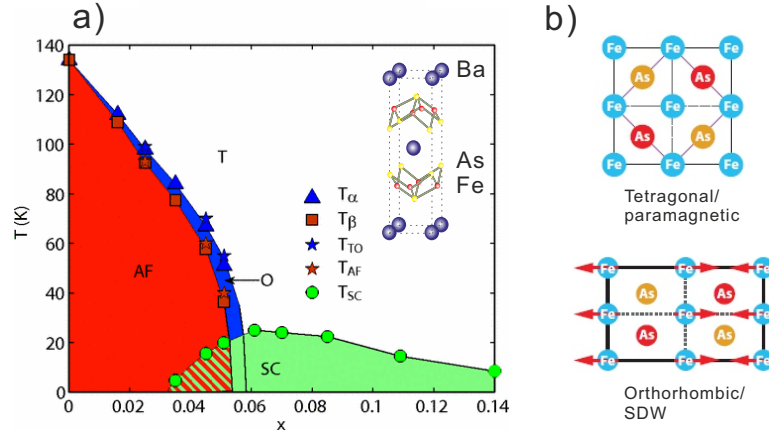 a)
b)
140
120
100
80
60
40
20
0
T (K)
0
0.02
0.04
0.06
0.08
0.1
0.12
0.14
x
T
AF
O
SC
Tα
Tβ
TTO
TAF
TSC
Ba
As
Fe
Fe Fe Fe
As As
Fe Fe Fe
As As
Fe Fe Fe
Tetragonal/
paramagnetic
Fe Fe Fe
As As
Fe Fe Fe
As As
Fe Fe Fe
Orthorhombic/
SDW